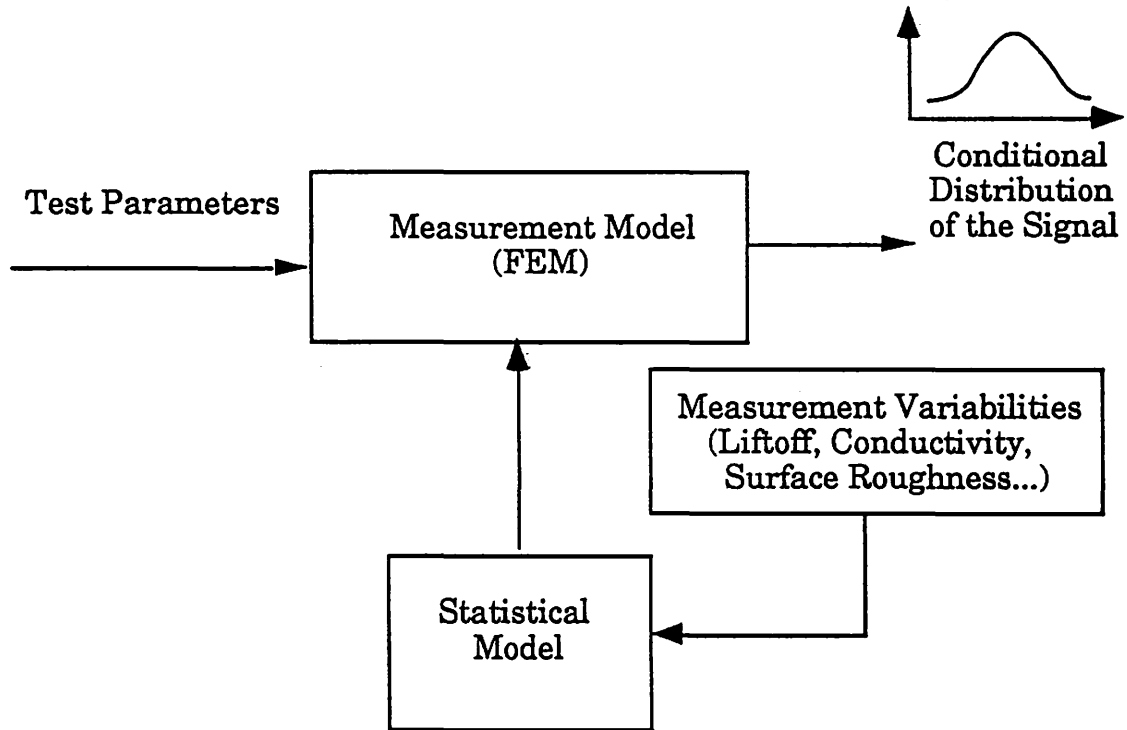 Conditional
Distribution
of the Signal
Test Parameters
Measurement Model
(FEM)
Measurement Variabilities
(Liftoff, Conductivity,
Surface Roughness...)
Statistical
Model